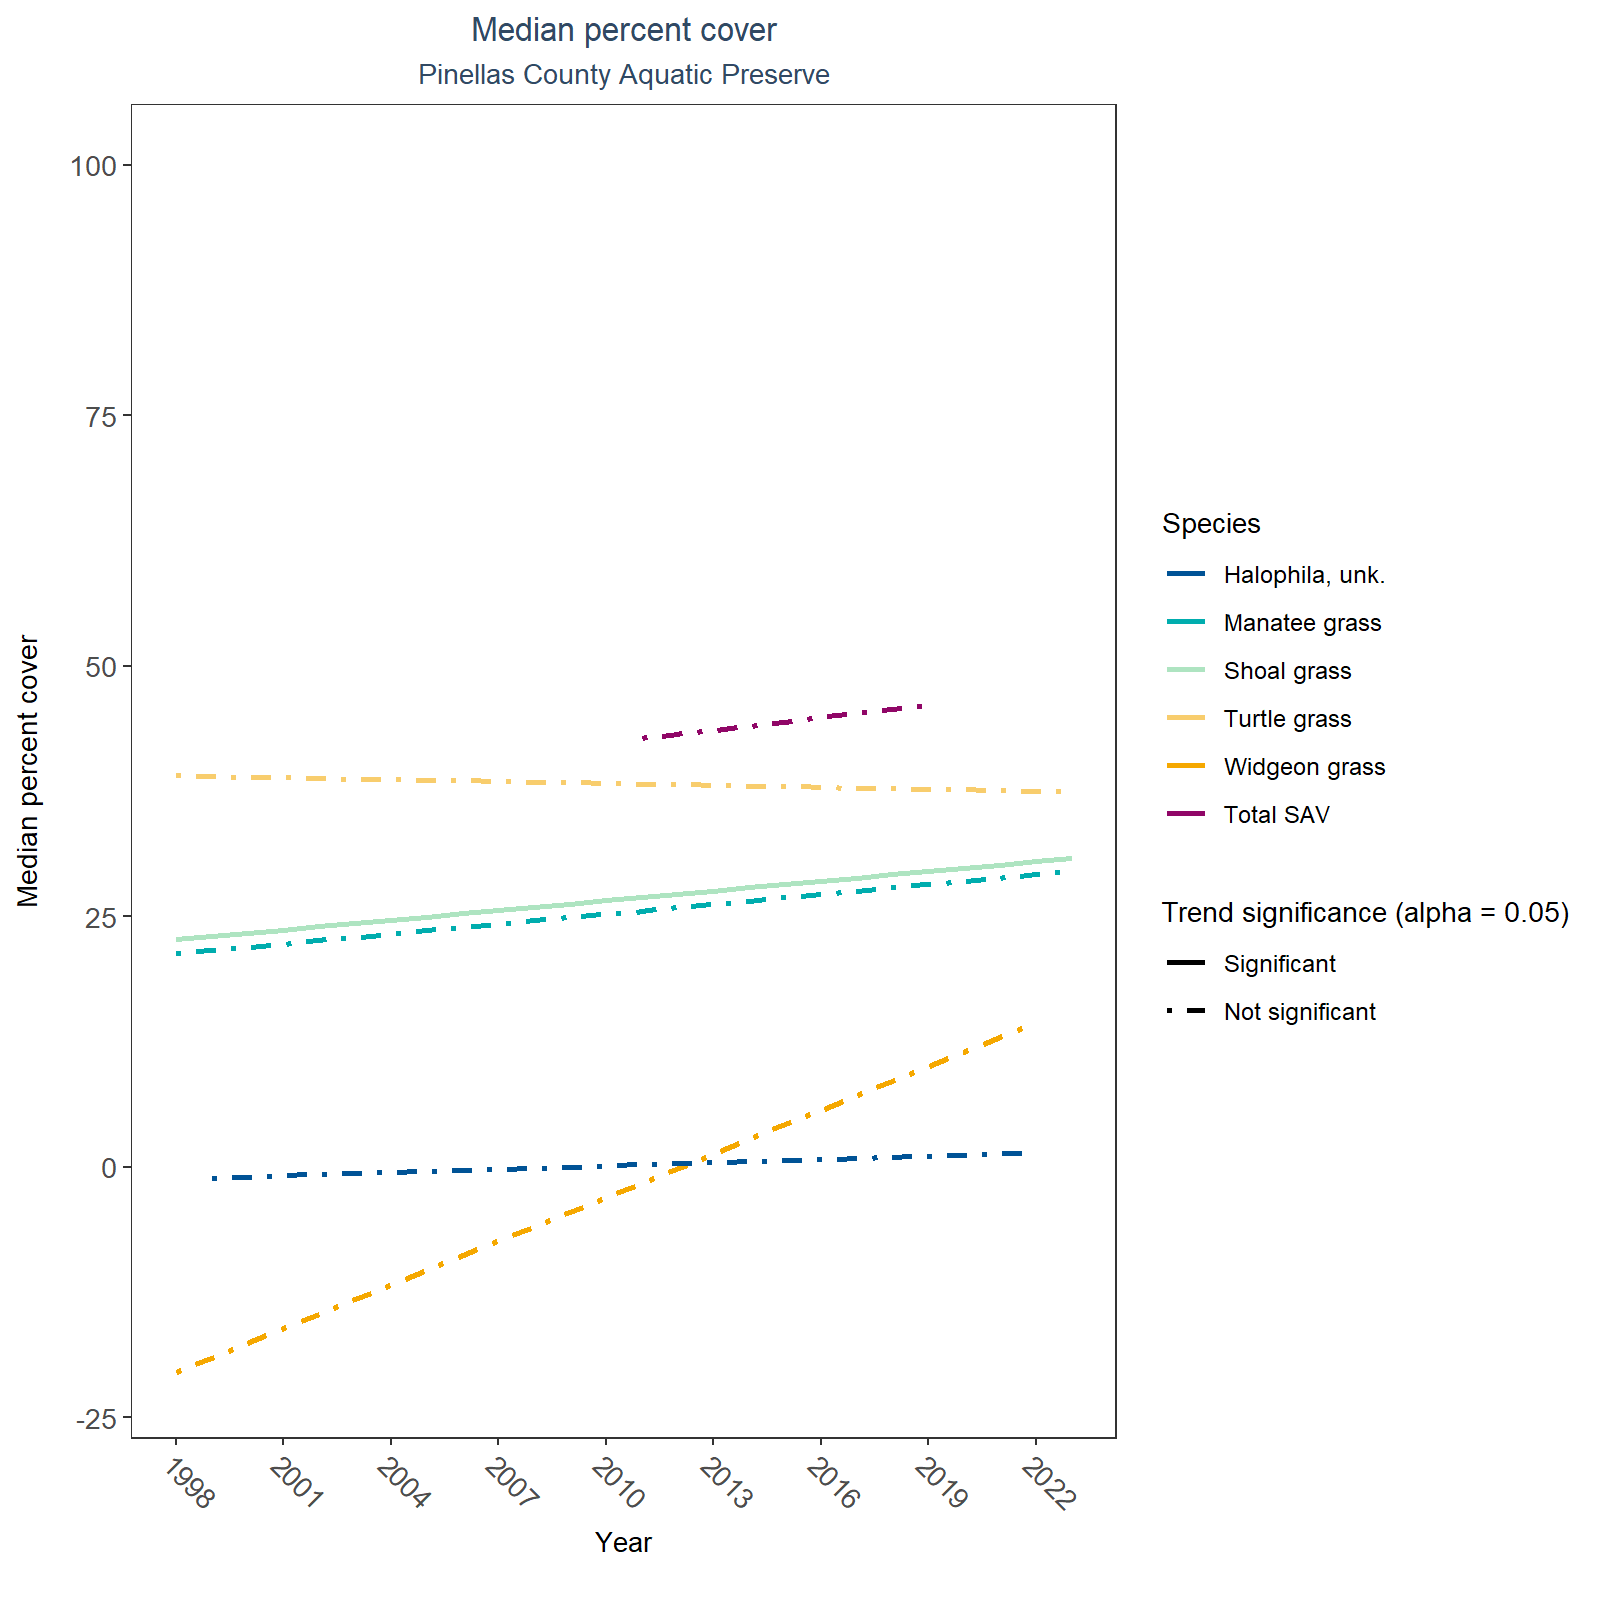 Median percent cover
Pinellas County Aquatic Preserve
100
75
50
25
0
-25
Median percent cover
1998
2001
2004
2007
2010
2013
2016
2019
2022
Year
Species
Halophila, unk.
Manatee grass
Shoal grass
Turtle grass
Widgeon grass
Total SAV
Trend significance (alpha = 0.05)
Significant
Not significant